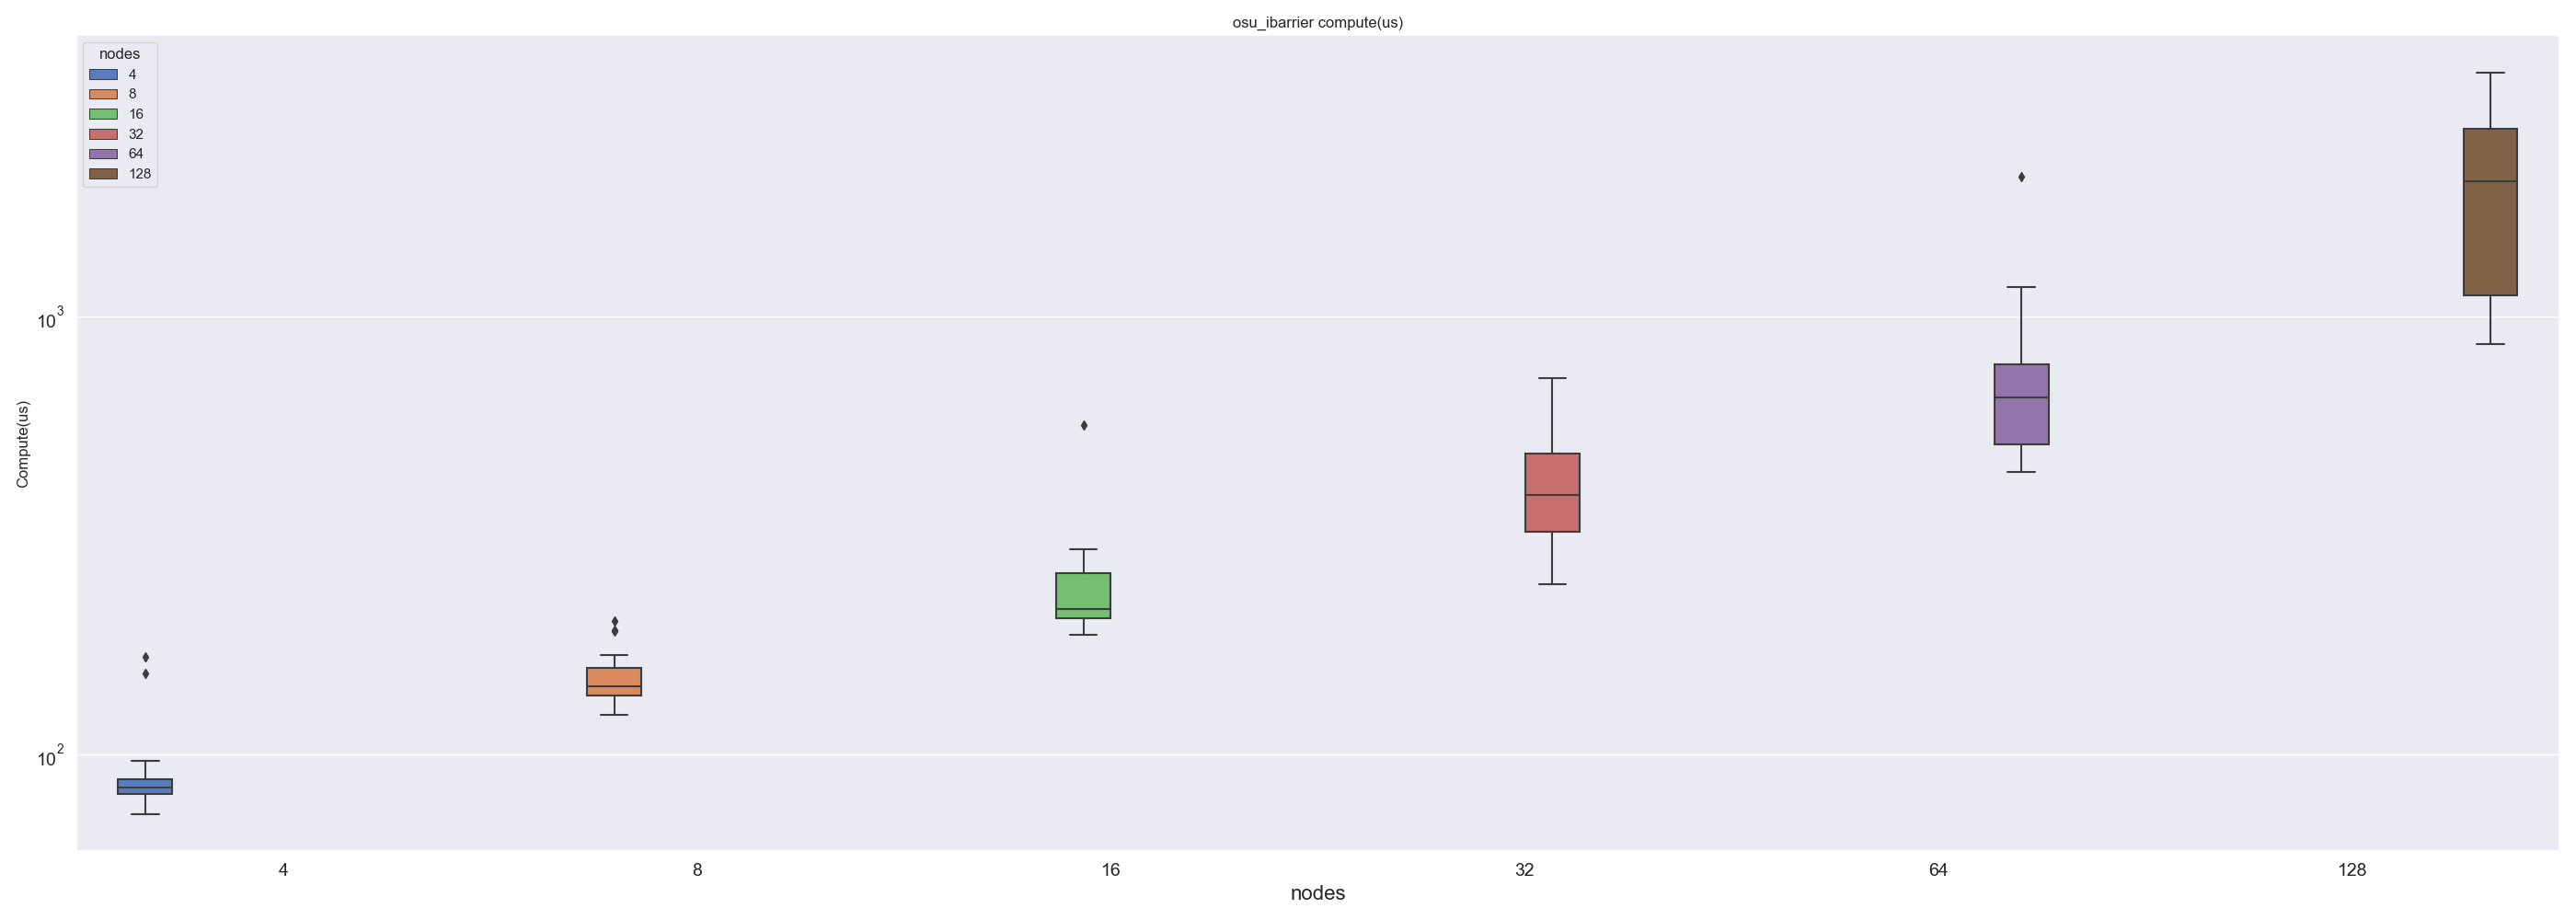 osu_ibarrier compute(us)
nodes
4
8
16
32
64
128
Compute(us)
10^3
10^2
4 8 16 32 64 128
nodes